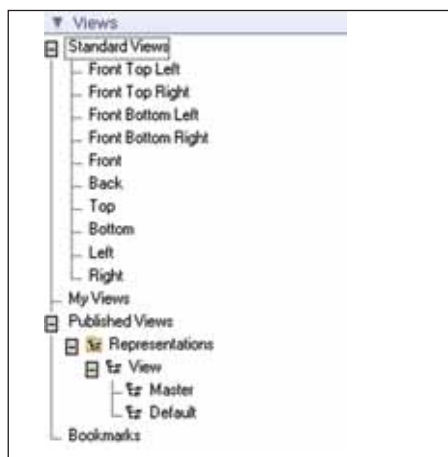 Views
Standard Views
Front Top Left
Front Top Right
Front Bottom Left
Front Bottom Right
Front
Back
Top
Bottom
Left
Right
My Views
Published Views
Representations
View
Master
Default
Bookmarks